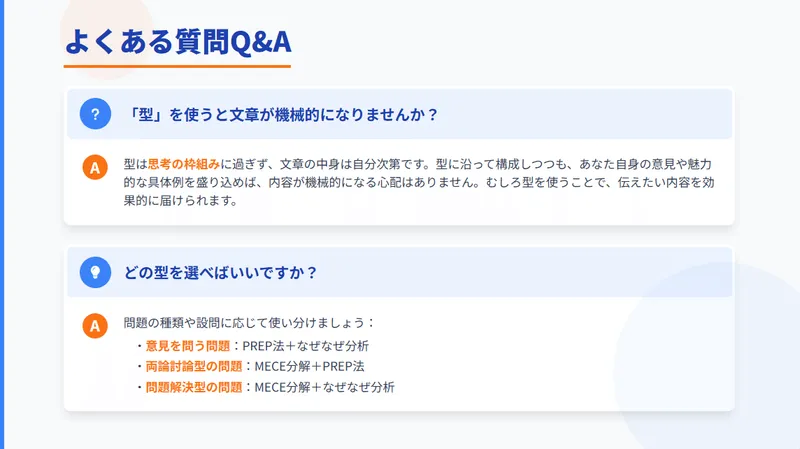 よくある質問Q&A
?
「型」を使うと文章が機械的になりませんか？
A
型は思考の枠組みに過ぎず、文章の中身は自分次第です。型に沿って構成しつつも、あなた自身の意見や魅力
的な具体例を盛り込めば、内容が機械的になる心配はありません。むしろ型を使うことで、伝えたい内容を効
果的に届けられます。
どの型を選べばいいですか？
A
問題の種類や設問に応じて使い分けましょう：
・意見を問う問題：PREP法＋なぜなぜ分析
・両論討論型の問題：MECE分解＋PREP法
・問題解決型の問題：MECE分解＋なぜなぜ分析